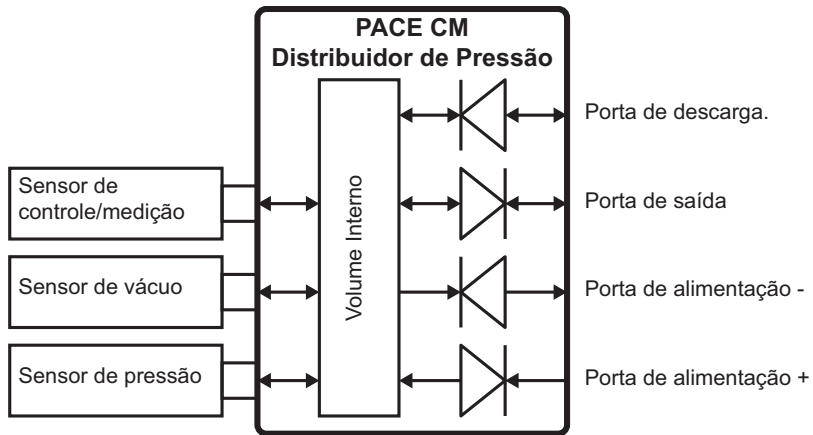 PACE CM
Distribuidor de Pressão
Porta de descarga.
Sensor de
controle/medição
Porta de saída
Volume Interno
Sensor de vácuo
Porta de alimentação -
Sensor de pressão
Porta de alimentação +